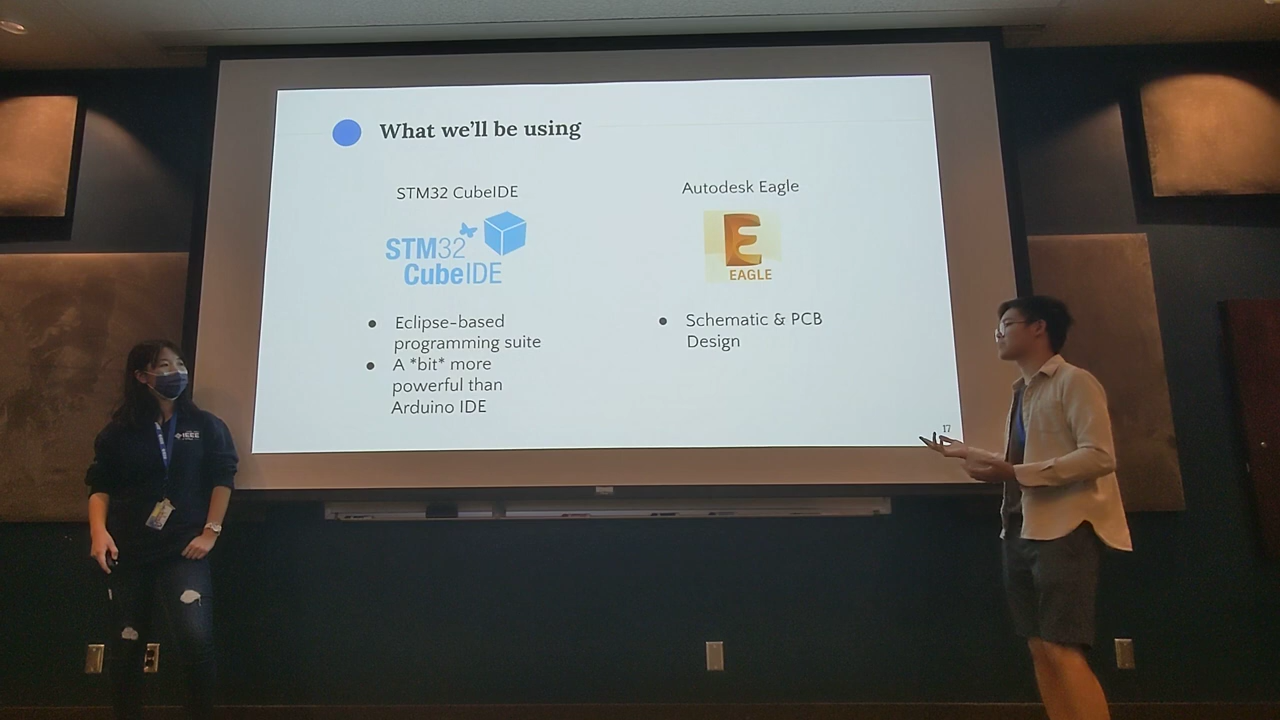 What we'll be using
STM32 CubeIDE
STM32
CubeIDE
Eclipse-based
programming suite
A *bit* more
powerful than
Arduino IDE
Autodesk Eagle
E
EAGLE
Schematic & PCB
Design
17
IEEE